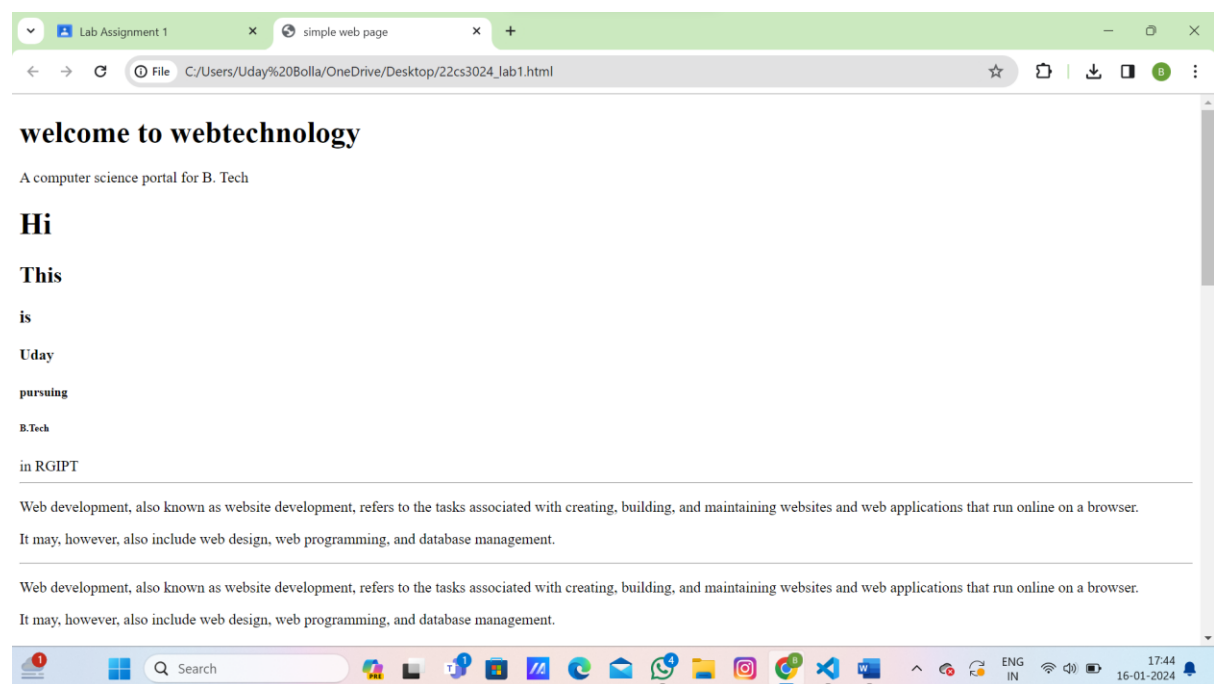 Lab Assignment 1
simple web page
File C:/Users/Uday%20Bolla/OneDrive/Desktop/22cs3024_lab1.html
B
welcome to webtechnology
A computer science portal for B. Tech
Hi
This
is
Uday
pursuing
B.Tech
in RGIPT
Web development, also known as website development, refers to the tasks associated with creating, building, and maintaining websites and web applications that run online on a browser.
It may, however, also include web design, web programming, and database management.
Web development, also known as website development, refers to the tasks associated with creating, building, and maintaining websites and web applications that run online on a browser.
It may, however, also include web design, web programming, and database management.
1
Search
PRE
4
ENG
IN
17:44
16-01-2024